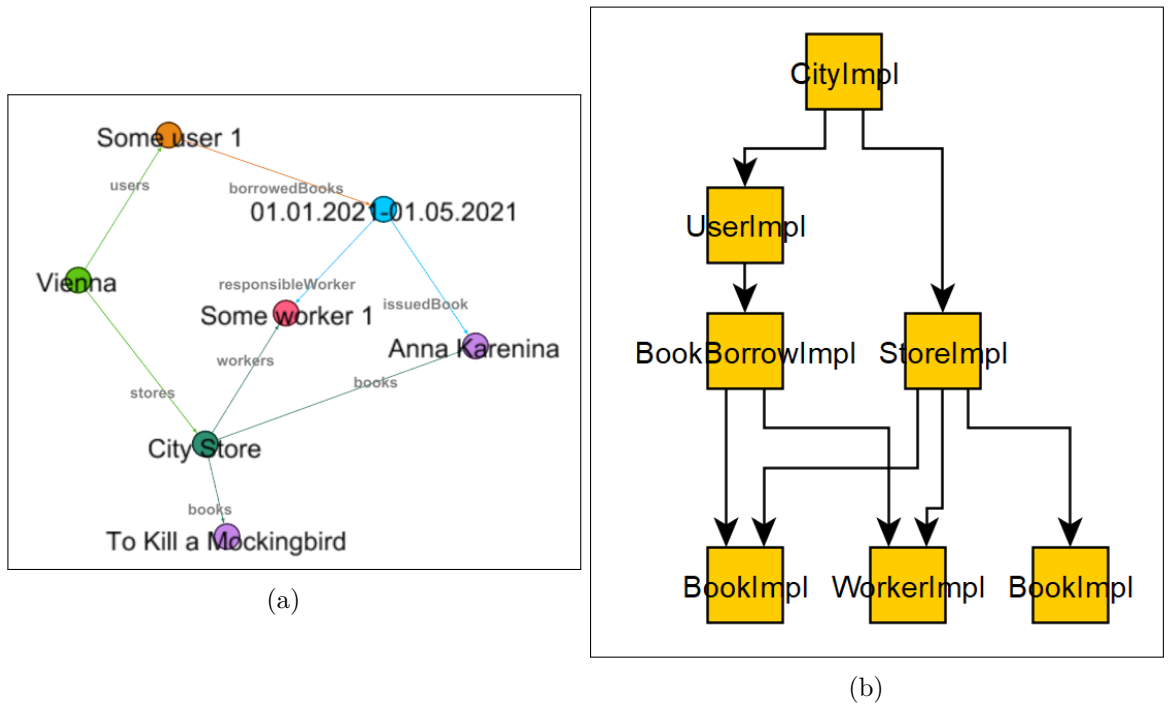 Some user 1
users
borrowedBooks
01.01.2021-01.05.2021
Vienna
responsibleWorker
issuedBook
Some worker 1
Anna Karenina
workers
books
stores
City Store
books
To Kill a Mockingbird
(a)
CityImpl
UserImpl
BookBorrowImpl
StoreImpl
BookImpl
WorkerImpl
BookImpl
(b)